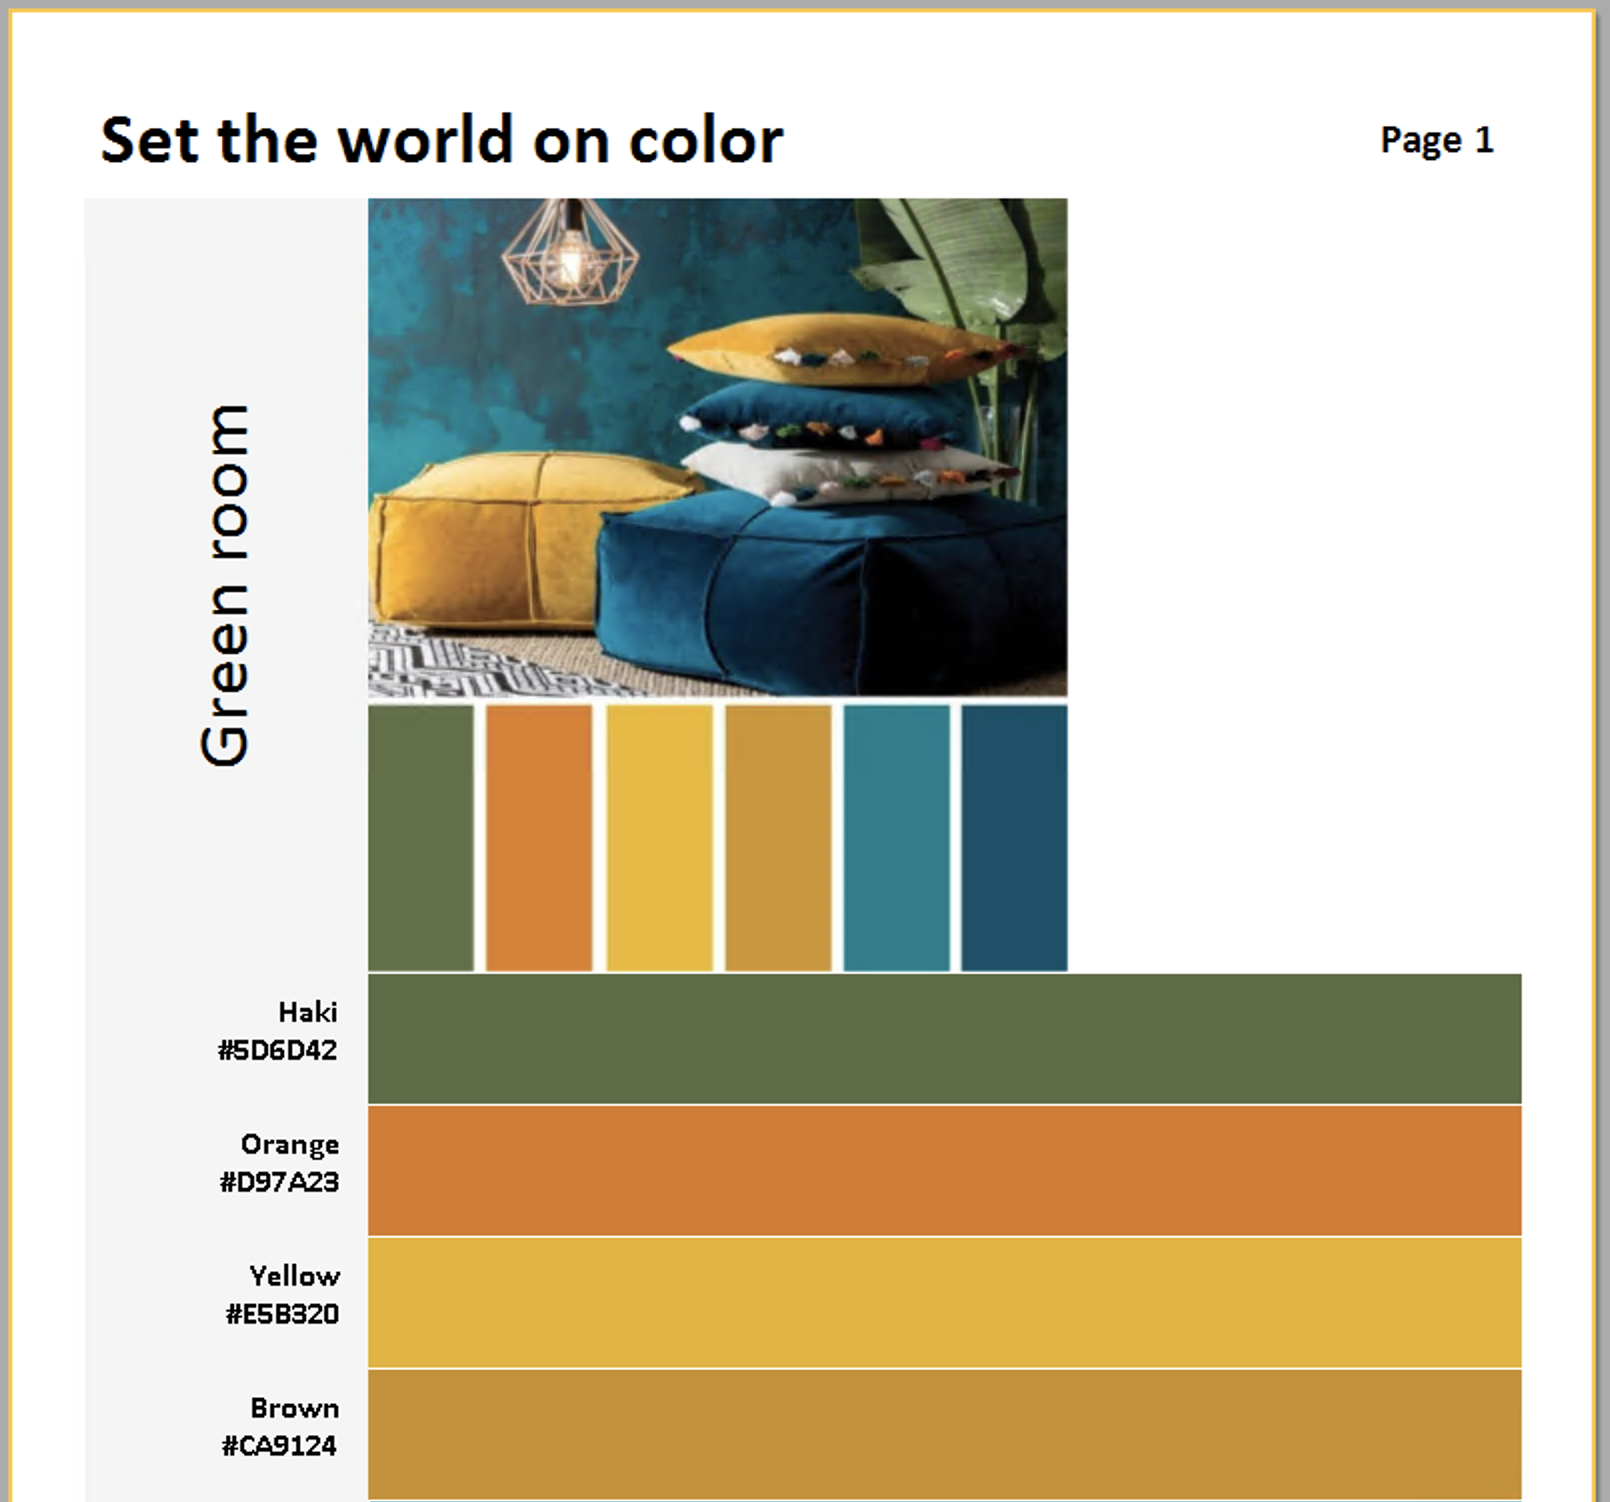 Set the world on color
Page 1
Green room
Haki
#5D6D42
Orange
#D97A23
Yellow
#E5B320
Brown
#CA9124